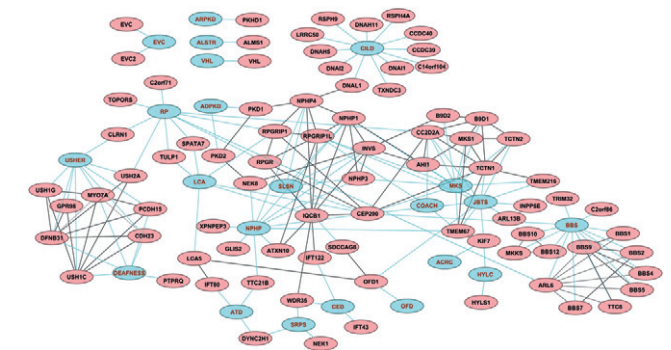 RSPH9
RSPH4A
DNAH11
EVC
ARPKD
PKHD1
LRRC50
CCDC40
EVC
ALSTR
ALMS1
DNAH5
CILD
CCDC39
EVC2
VHL
VHL
DNAI2
DNAI1
C14orf104
C2orf71
DNAL1
TXNDC3
TOPORS
RP
ADPKD
PKD1
NPHP4
NPHP1
B9D2
B9D1
CLRN1
SPATA7
RPGRIP1
RPGRIP1L
CC2D2A
MKS1
TCTN2
USHER
TULP1
PKD2
RPGR
INVS
AHI1
TCTN1
USH2A
LCA
NEK8
SLSN
NPHP3
MKS
TMEM216
USH1G
MYO7A
GPR98
PCDH15
COACH
JBTS
INPP5E
TRIM32
DFNB31
CDH23
XPNPEP3
NPHP
IQCB1
CEP290
ARL13B
C2orf86
TMEM67
KIF7
BBS10
BBS
BBS1
GLIS2
ATXN10
SDCCAG8
MKKS
BBS12
BBS9
BBS2
USH1C
DEAFNESS
PTPRQ
LCA5
IFT122
ACRC
HYLC
BBS4
IFT80
TTC21B
OFD1
ARL6
BBS5
WDR35
CED
OFD
HYLS1
BBS7
TTC8
ATD
SRPS
IFT43
DYNC2H1
NEK1